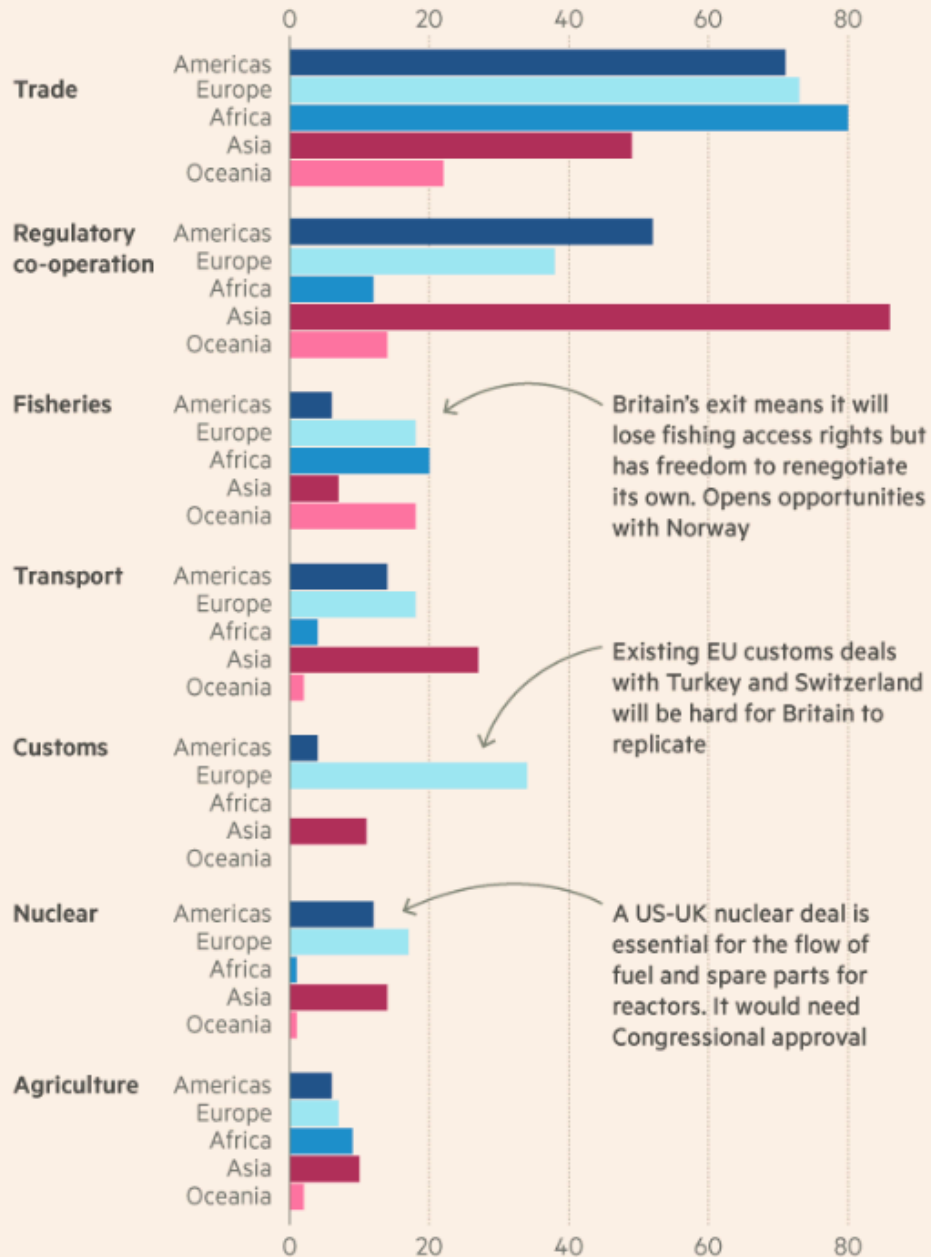 0 20 40 60 80
Trade
Americas
Europe
Africa
Asia
Oceania
Regulatory
co-operation
Americas
Europe
Africa
Asia
Oceania
Fisheries
Americas
Europe
Africa
Asia
Oceania
Britain's exit means it will
lose fishing access rights but
has freedom to renegotiate
its own. Opens opportunities
with Norway
Transport
Americas
Europe
Africa
Asia
Oceania
Existing EU customs deals
with Turkey and Switzerland
will be hard for Britain to
replicate
Customs
Americas
Europe
Africa
Asia
Oceania
Nuclear
Americas
Europe
Africa
Asia
Oceania
A US-UK nuclear deal is
essential for the flow of
fuel and spare parts for
reactors. It would need
Congressional approval
Agriculture
Americas
Europe
Africa
Asia
Oceania
0 20 40 60 80